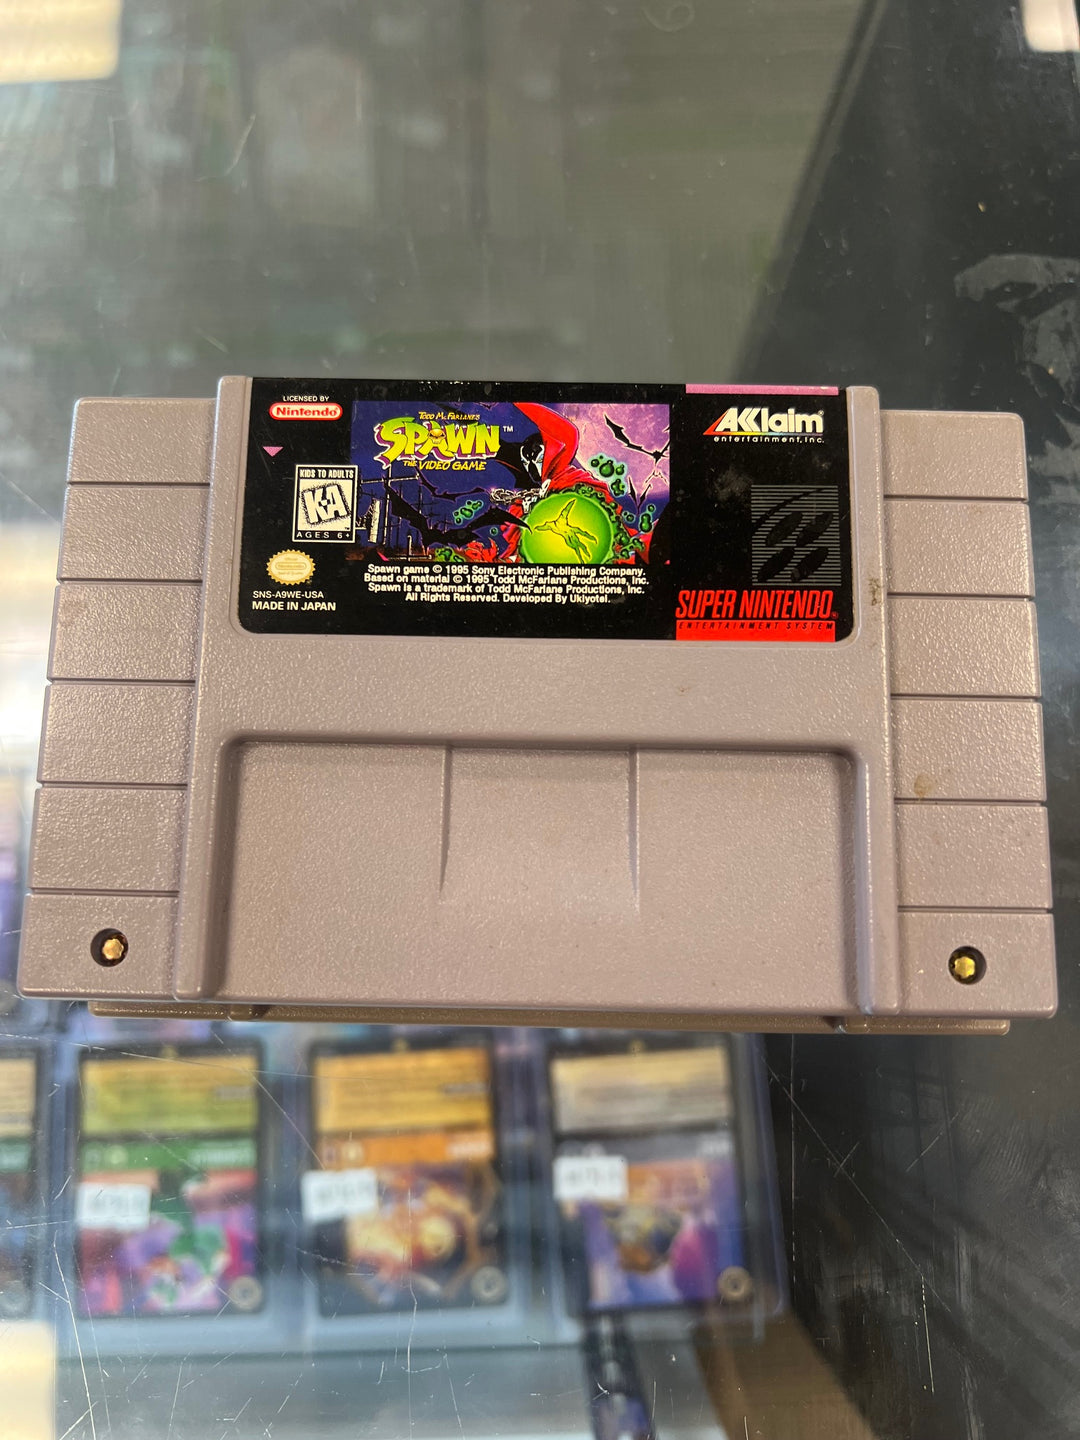 LICENSED BY
Nintendo
KIDS TO ADULTS
K-A
AGES 6+
SNS-A9WE-USA
MADE IN JAPAN
TODD McFARLANE'S
SPAWN™
THE VIDEO GAME
Spawn game © 1995 Sony Electronic Publishing Company.
Based on material © 1995 Todd McFarlane Productions, Inc.
Spawn is a trademark of Todd McFarlane Productions, Inc.
All Rights Reserved. Developed By Ukiyotei.
AKlaim®
entertainment, inc.
SUPER NINTENDO®
ENTERTAINMENT SYSTEM